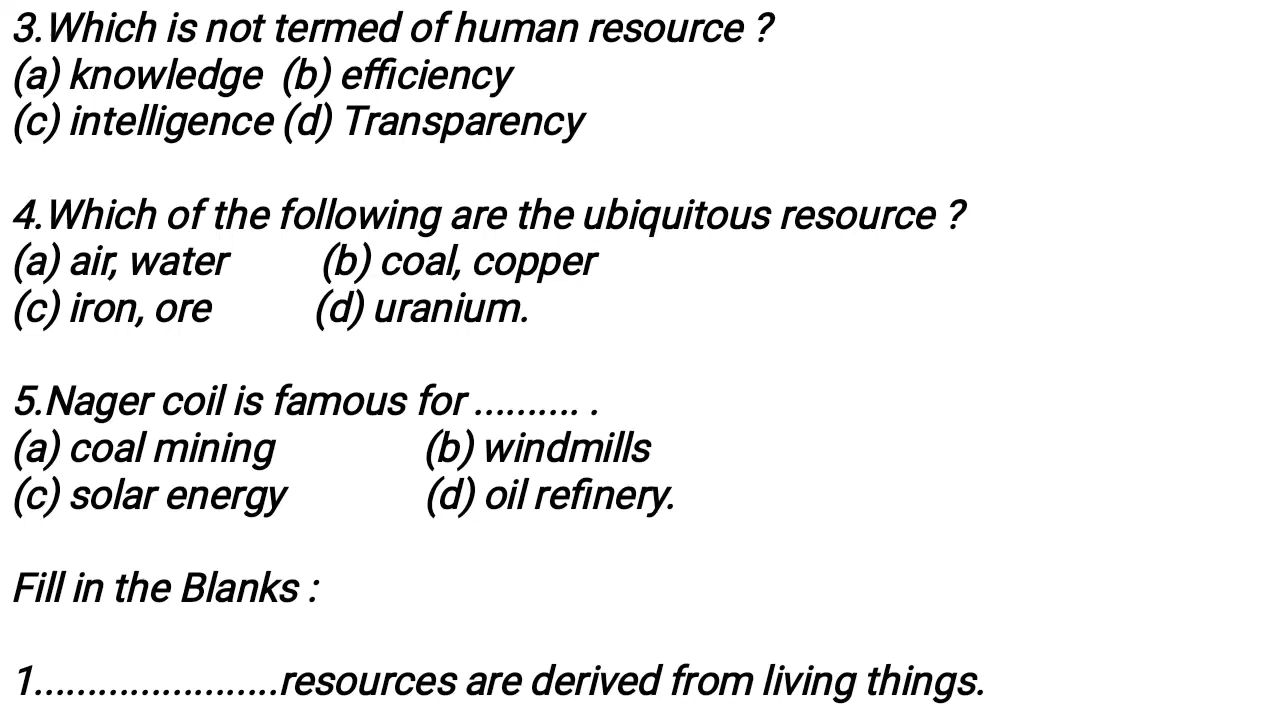 3.Which is not termed of human resource ?
(a) knowledge (b) efficiency
(c) intelligence (d) Transparency
4.Which of the following are the ubiquitous resource ?
(a) air, water (b) coal, copper
(c) iron, ore (d) uranium.
5.Nager coil is famous for .......... .
(a) coal mining (b) windmills
(c) solar energy (d) oil refinery.
Fill in the Blanks :
1.......................resources are derived from living things.